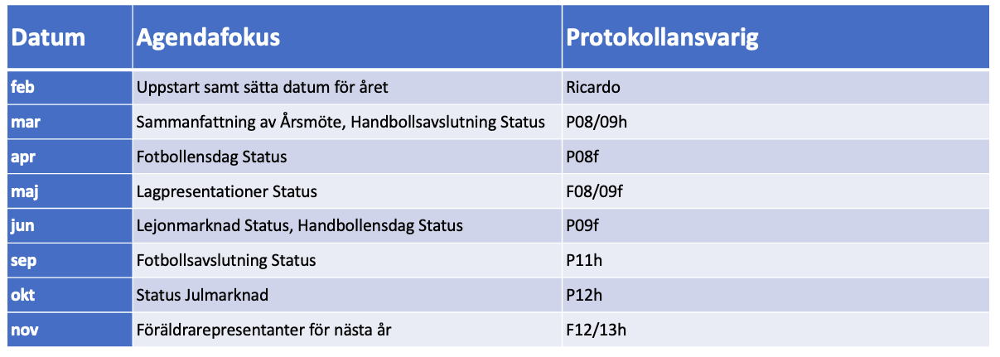 Datum Agendafokus Protokollansvarig
feb Uppstart samt sätta datum för året Ricardo
mar Sammanfattning av Årsmöte, Handbollsavslutning Status P08/09h
apr Fotbollensdag Status P08f
maj Lagpresentationer Status F08/09f
jun Lejonmarknad Status, Handbollensdag Status P09f
sep Fotbollsavslutning Status P11h
okt Status Julmarknad P12h
nov Föräldrarepresentanter för nästa år F12/13h